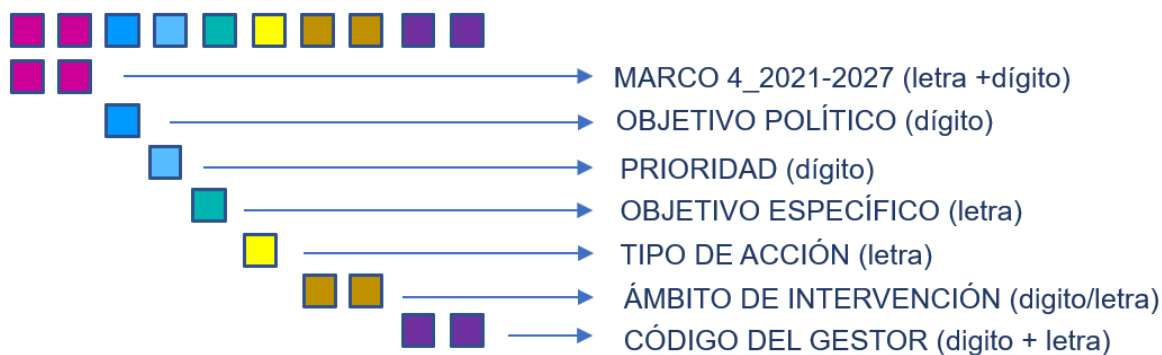 MARCO 4_2021-2027 (letra +dígito)
OBJETIVO POLÍTICO (dígito)
PRIORIDAD (dígito)
OBJETIVO ESPECÍFICO (letra)
TIPO DE ACCIÓN (letra)
ÁMBITO DE INTERVENCIÓN (digito/letra)
CÓDIGO DEL GESTOR (digito + letra)